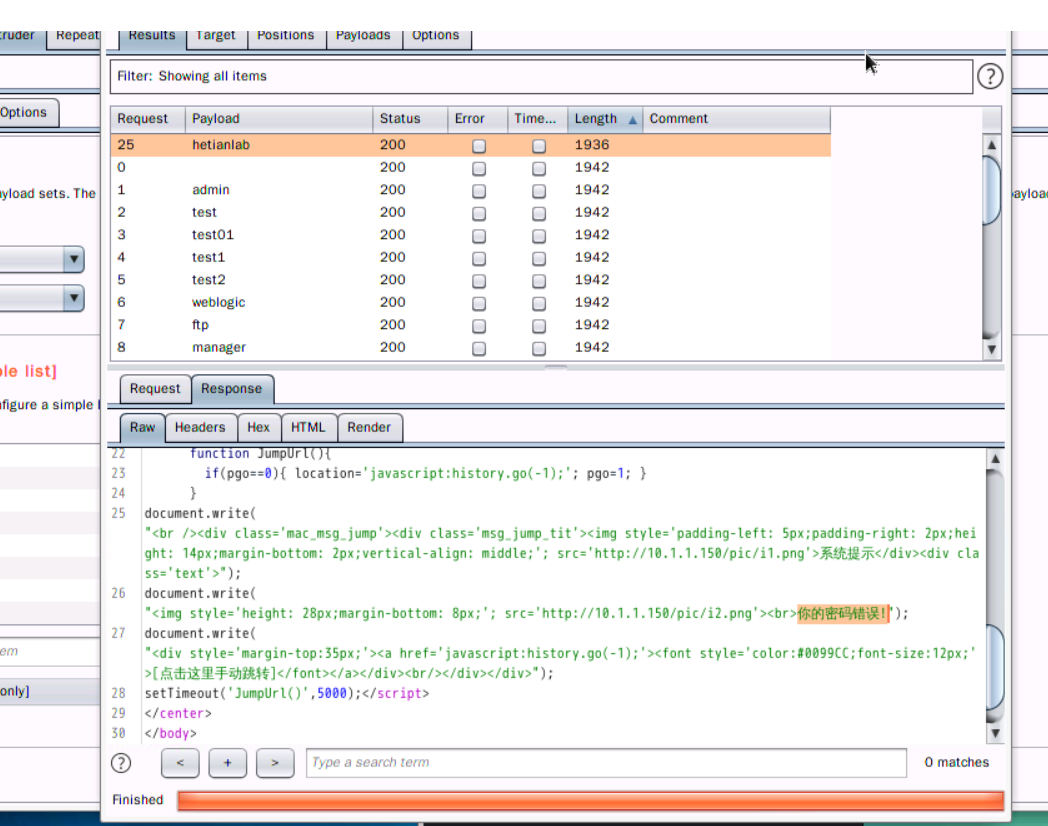 Repeat
Results Target Positions Payloads Options
Filter: Showing all items
?
Options
Request Payload Status Error Time... Length Comment
25 hetianlab 200 1936
0 200 1942
1 admin 200 1942
2 test 200 1942
3 test01 200 1942
4 test1 200 1942
5 test2 200 1942
6 weblogic 200 1942
7 ftp 200 1942
8 manager 200 1942
yload sets. The
list]
figure a simple
Request Response
Raw Headers Hex HTML Render
22 function JumpUrl(){
23 if(pgo==0){ location='javascript:history.go(-1);'; pgo=1; }
24 }
25 document.write(
"<br /><div class='mac_msg_jump'><div class='msg_jump_tit'><img style='padding-left: 5px;padding-right: 2px;hei
ght: 14px;margin-bottom: 2px;vertical-align: middle;'; src='http://10.1.1.150/pic/i1.png'>系统提示</div><div cla
ss='text'>");
26 document.write(
"<img style='height: 28px;margin-bottom: 8px;'; src='http://10.1.1.150/pic/i2.png'><br>你的密码错误!");
27 document.write(
"<div style='margin-top:35px;'><a href='javascript:history.go(-1);'><font style='color:#0099CC;font-size:12px;'
>[点击这里手动跳转]</font></a></div><br/></div></div>");
28 setTimeout('JumpUrl()',5000);</script>
29 </center>
30 </body>
only]
? < + > Type a search term 0 matches
Finished